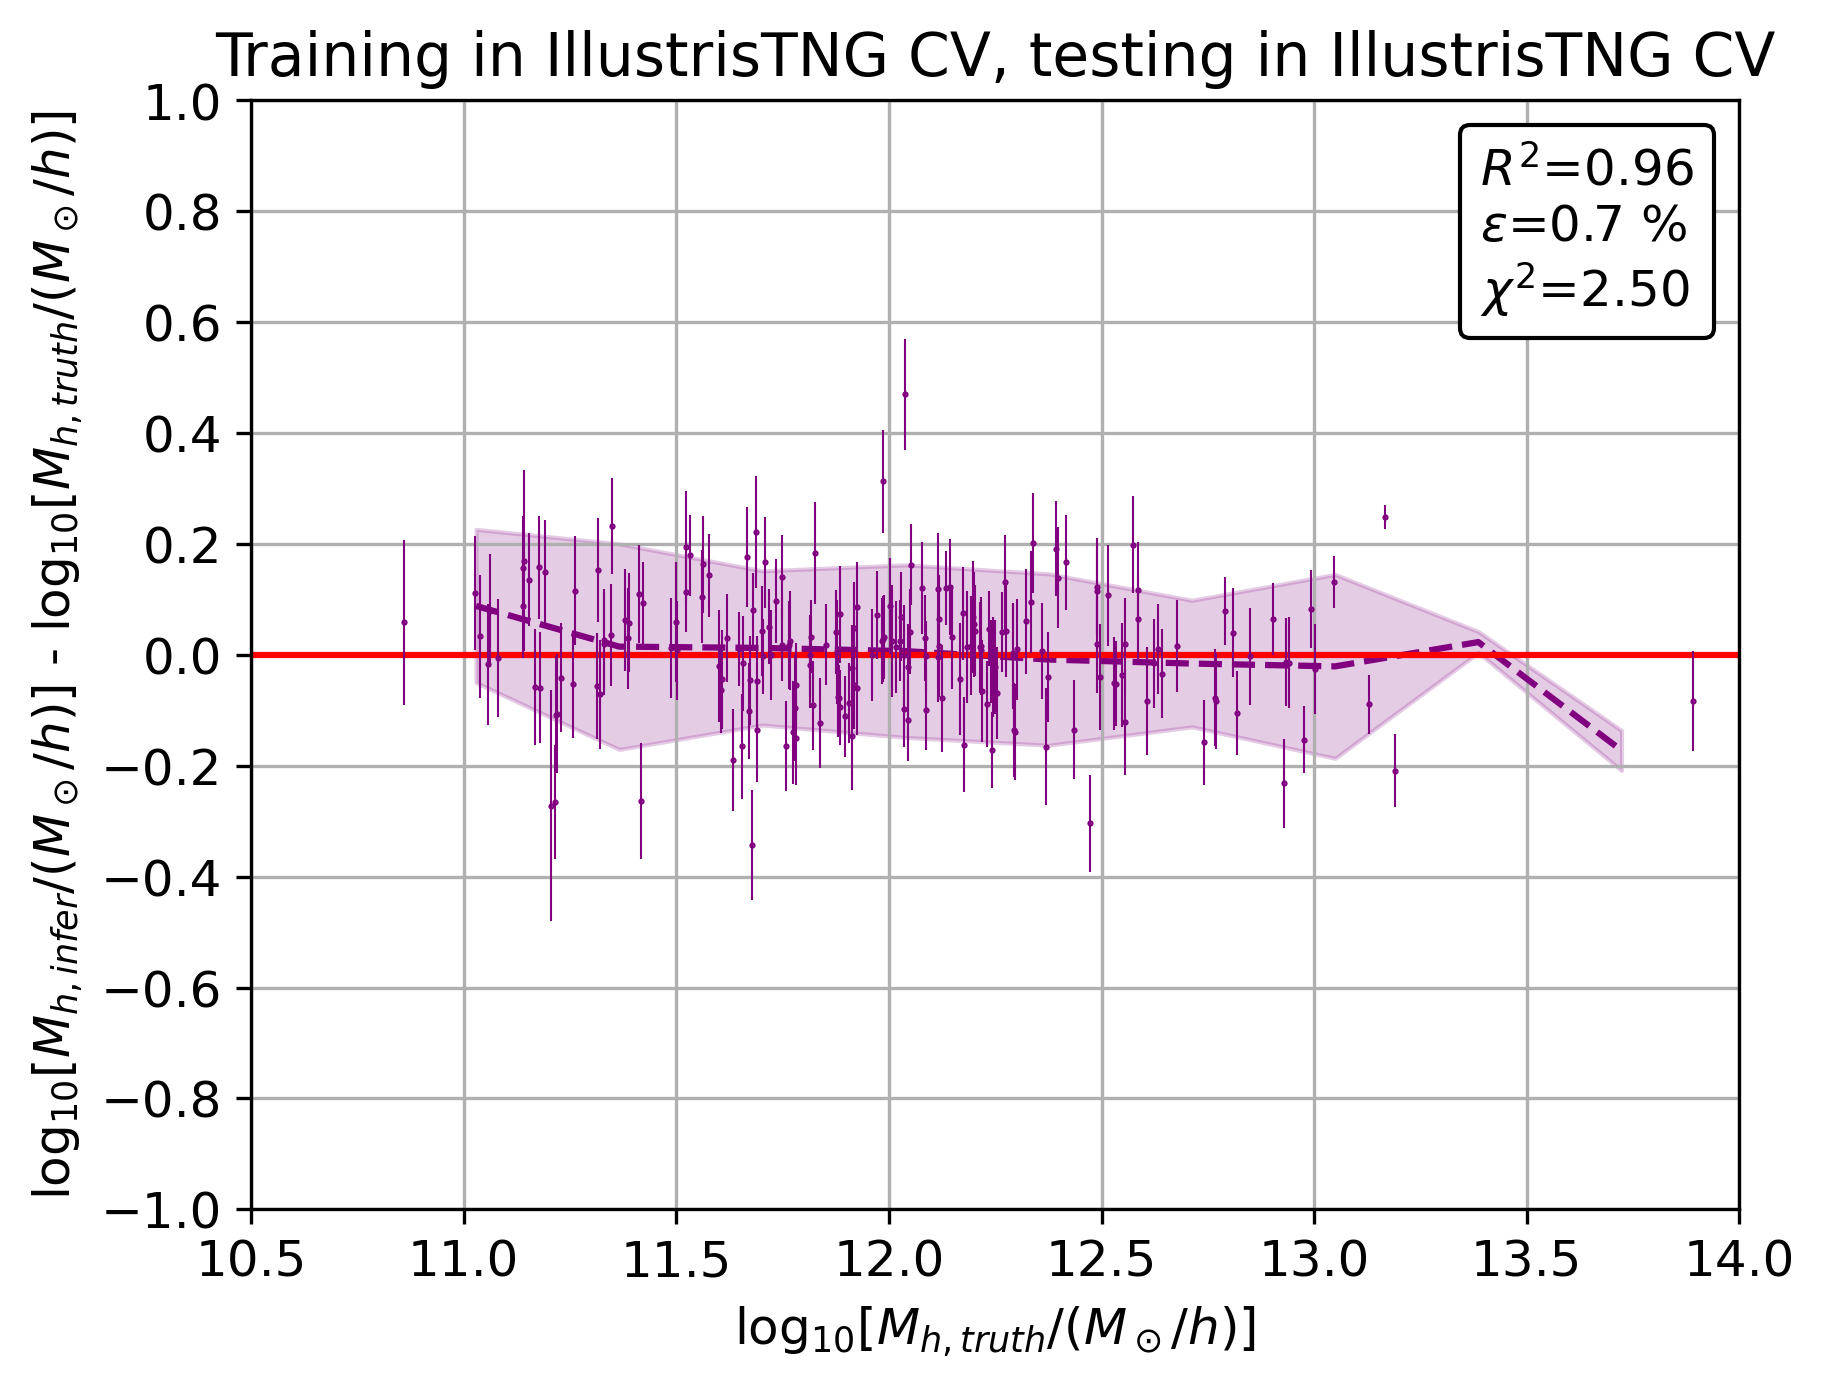 Training in IllustrisTNG CV, testing in IllustrisTNG CV
log₁₀[M_{h,infer}/(M_⊙/h)] - log₁₀[M_{h,truth}/(M_⊙/h)]
1.0
0.8
0.6
0.4
0.2
0.0
−0.2
−0.4
−0.6
−0.8
−1.0
R²=0.96
ε=0.7 %
χ²=2.50
10.5 11.0 11.5 12.0 12.5 13.0 13.5 14.0
log₁₀[M_{h,truth}/(M_⊙/h)]